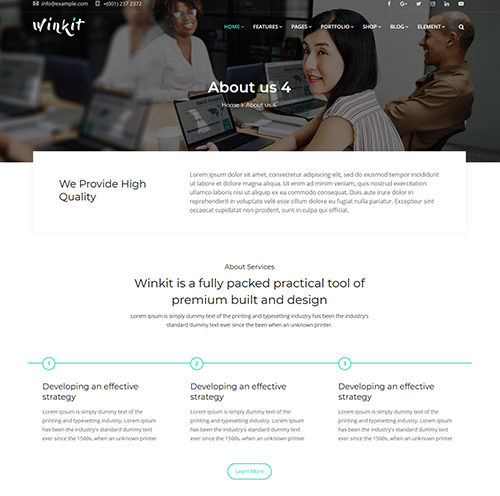 info@example.com +(001) 237 2372
winkit
HOME FEATURES PAGES PORTFOLIO SHOP BLOG ELEMENT
About us 4
Home > About us 4
We Provide High
Quality
Lorem ipsum dolor sit amet, consectetur adipiscing elit, sed do eiusmod tempor incididunt
ut labore et dolore magna aliqua. Ut enim ad minim veniam, quis nostrud exercitation
ullamco laboris nisi ut aliquip ex ea commodo consequat. Duis aute irure dolor in
reprehenderit in voluptate velit esse cillum dolore eu fugiat nulla pariatur. Excepteur sint
occaecat cupidatat non proident, sunt in culpa qui official.
About Services
Winkit is a fully packed practical tool of
premium built and design
Lorem Ipsum is simply dummy text of the printing and typesetting industry has been the industry's
standard dummy text ever since the 1500s, when an unknown printer
1 2 3
Developing an effective
strategy
Lorem Ipsum is simply dummy text of the
printing and typesetting industry. Lorem Ipsum
has been the industry's standard dummy text
ever since the 1500s, when an unknown printer
Developing an effective
strategy
Lorem Ipsum is simply dummy text of the
printing and typesetting industry. Lorem Ipsum
has been the industry's standard dummy text
ever since the 1500s, when an unknown printer
Developing an effective
strategy
Lorem Ipsum is simply dummy text of the
printing and typesetting industry. Lorem Ipsum
has been the industry's standard dummy text
ever since the 1500s, when an unknown printer
Learn More